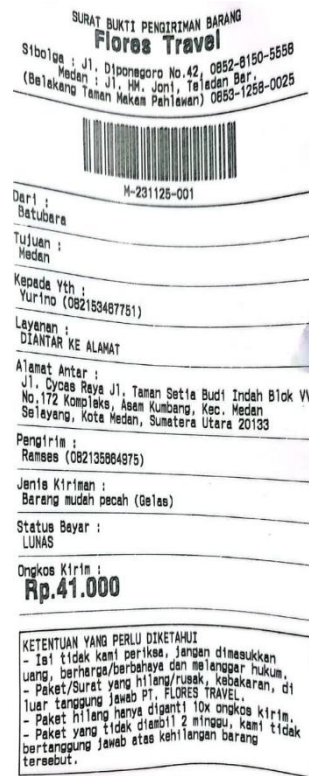 SURAT BUKTI PENGIRIMAN BARANG
Flores Travel
Sibolga : Jl. Diponegoro No.42, 0852-6150-5558
Medan : Jl. HM. Joni, Teladan Bar.
(Belakang Taman Makam Pahlawan) 0853-1258-0025
M-231125-001
Dari :
Batubara
Tujuan :
Medan
Kepada Yth :
Yurino (082153487751)
Layanan :
DIANTAR KE ALAMAT
Alamat Antar :
Jl. Cycas Raya Jl. Taman Setia Budi Indah Blok VV
No.172 Kompleks, Asam Kumbang, Kec. Medan
Selayang, Kota Medan, Sumatera Utara 20133
Pengirim :
Ramses (082135664975)
Jenis Kiriman :
Barang mudah pecah (Gelas)
Status Bayar :
LUNAS
Ongkos Kirim :
Rp.41.000
KETENTUAN YANG PERLU DIKETAHUI
- Isi tidak kami periksa, jangan dimasukkan
uang, berharga/berbahaya dan melanggar hukum.
- Paket/Surat yang hilang/rusak, kebakaran, di
luar tanggung jawab PT. FLORES TRAVEL.
- Paket hilang hanya diganti 10x ongkos kirim.
- Paket yang tidak diambil 2 minggu, kami tidak
bertanggung jawab atas kehilangan barang
tersebut.